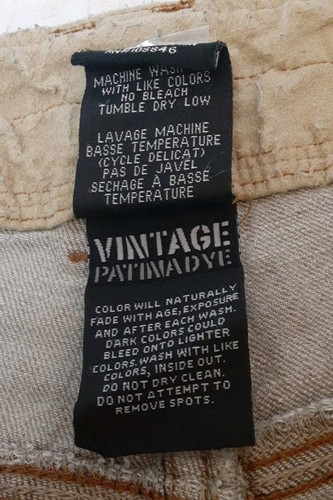 MACHINE WASH
WITH LIKE COLORS
NO BLEACH
TUMBLE DRY LOW
LAVAGE MACHINE
BASSE TEMPERATURE
(CYCLE DELICAT)
PAS DE JAVEL
SECHAGE A BASSE
TEMPERATURE
VINTAGE
PATINA DYE
COLOR WILL NATURALLY
FADE WITH AGE, EXPOSURE
AND AFTER EACH WASH.
DARK COLORS COULD
BLEED ONTO LIGHTER
COLORS, WASH WITH LIKE
COLORS, INSIDE OUT.
DO NOT DRY CLEAN.
DO NOT ATTEMPT TO
REMOVE SPOTS.